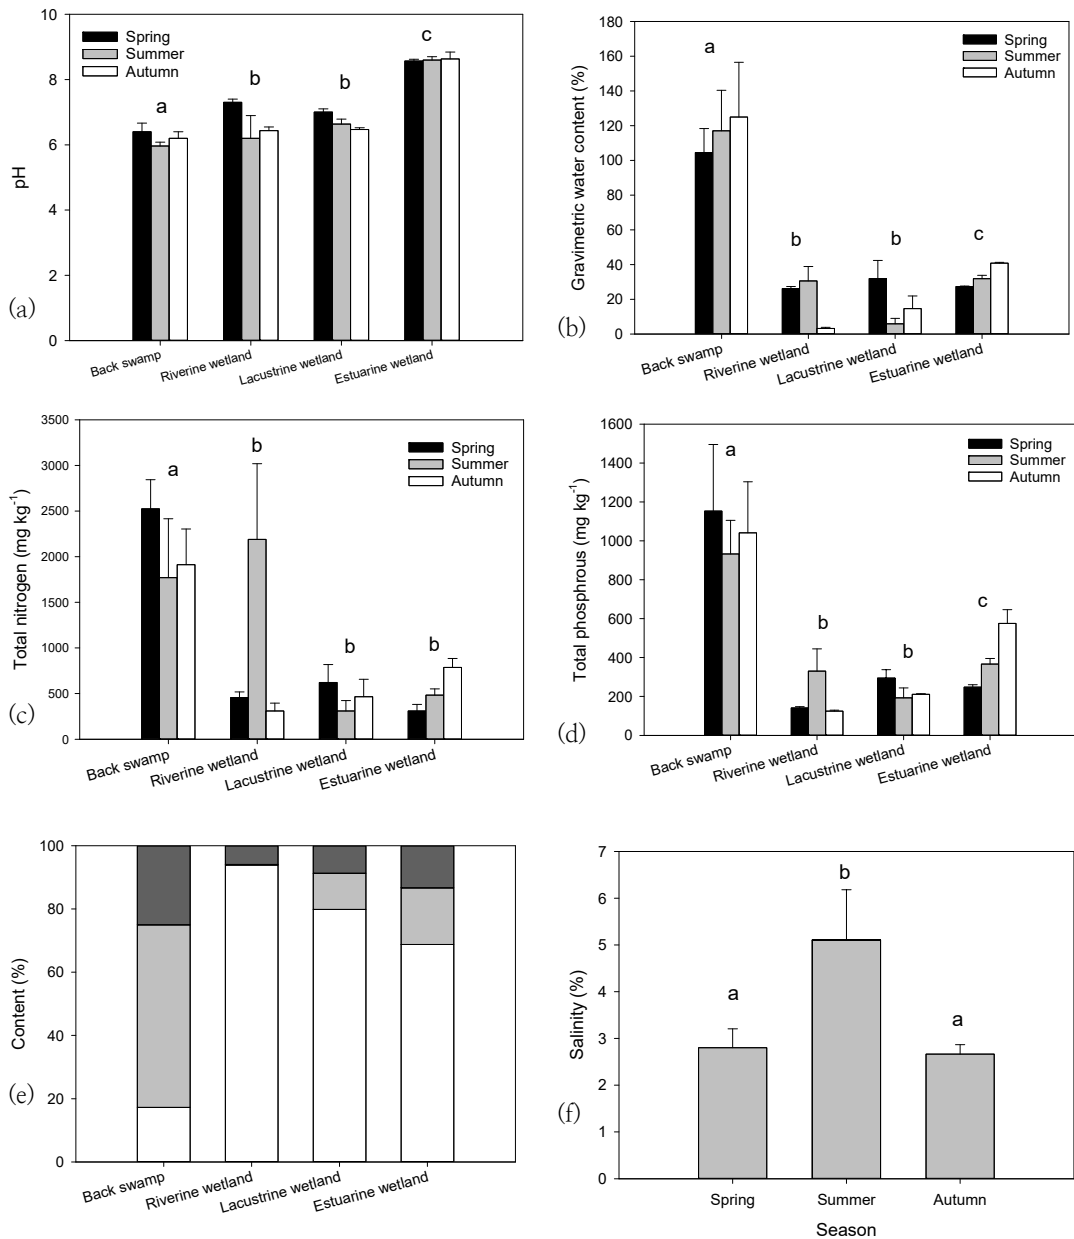 10
8
6
4
2
0
pH
Spring
Summer
Autumn
a
b
b
c
Back swamp
Riverine wetland
Lacustrine wetland
Estuarine wetland
(a)
180
160
140
120
100
80
60
40
20
0
Gravimetric water content (%)
Spring
Summer
Autumn
a
b
b
c
Back swamp
Riverine wetland
Lacustrine wetland
Estuarine wetland
(b)
3500
3000
2500
2000
1500
1000
500
0
Total nitrogen (mg kg⁻¹)
Spring
Summer
Autumn
a
b
b
b
Back swamp
Riverine wetland
Lacustrine wetland
Estuarine wetland
(c)
1600
1400
1200
1000
800
600
400
200
0
Total phosphrous (mg kg⁻¹)
Spring
Summer
Autumn
a
b
b
c
Back swamp
Riverine wetland
Lacustrine wetland
Estuarine wetland
(d)
100
80
60
40
20
0
Content (%)
Back swamp
Riverine wetland
Lacustrine wetland
Estuarine wetland
(e)
7
6
5
4
3
2
1
0
Salinity (%)
a
b
a
Spring
Summer
Autumn
Season
(f)